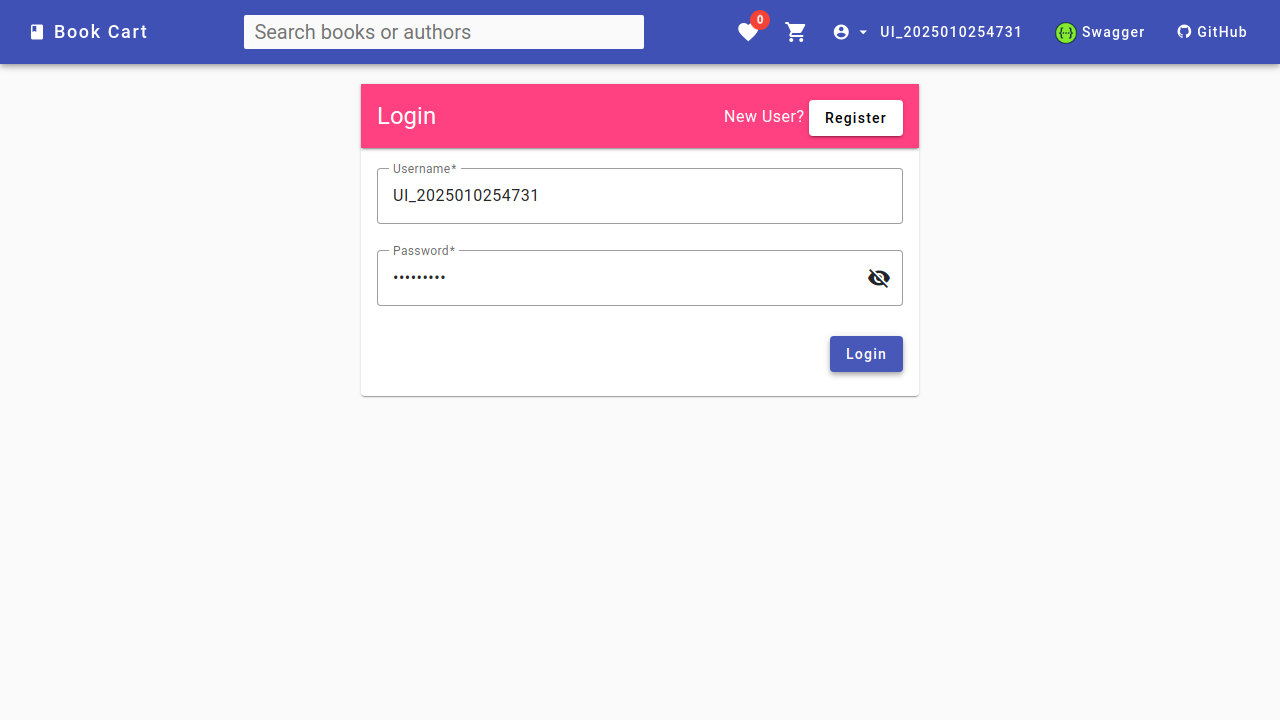 Book Cart
Search books or authors
0
UI_2025010254731
{···}
Swagger
GitHub
Login
New User?
Register
Username*
UI_2025010254731
Password*
•••••••••
Login